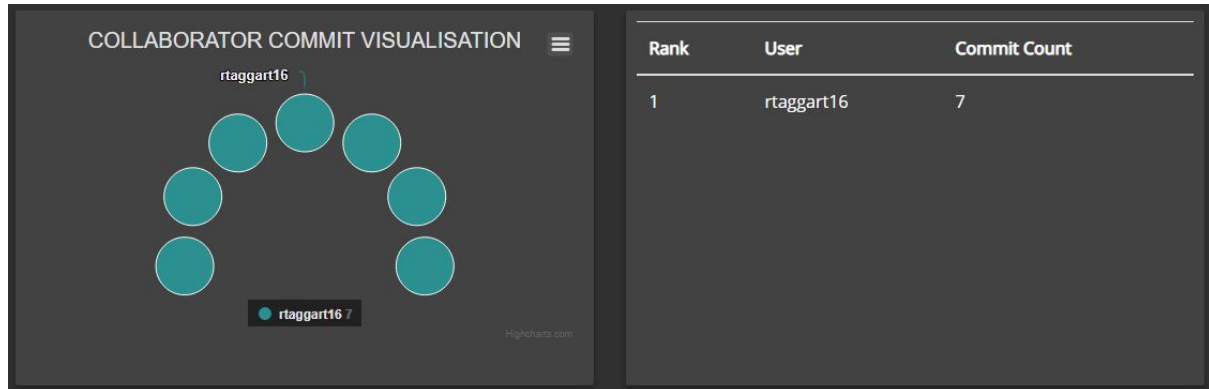 COLLABORATOR COMMIT VISUALISATION
rtaggart16
rtaggart16 7
Highcharts.com
Rank User Commit Count
1 rtaggart16 7